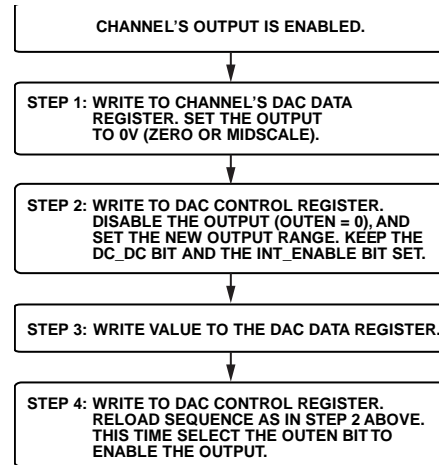 CHANNEL'S OUTPUT IS ENABLED.
STEP 1: WRITE TO CHANNEL'S DAC DATA
REGISTER. SET THE OUTPUT
TO 0V (ZERO OR MIDSCALE).
STEP 2: WRITE TO DAC CONTROL REGISTER.
DISABLE THE OUTPUT (OUTEN = 0), AND
SET THE NEW OUTPUT RANGE. KEEP THE
DC_DC BIT AND THE INT_ENABLE BIT SET.
STEP 3: WRITE VALUE TO THE DAC DATA REGISTER.
STEP 4: WRITE TO DAC CONTROL REGISTER.
RELOAD SEQUENCE AS IN STEP 2 ABOVE.
THIS TIME SELECT THE OUTEN BIT TO
ENABLE THE OUTPUT.